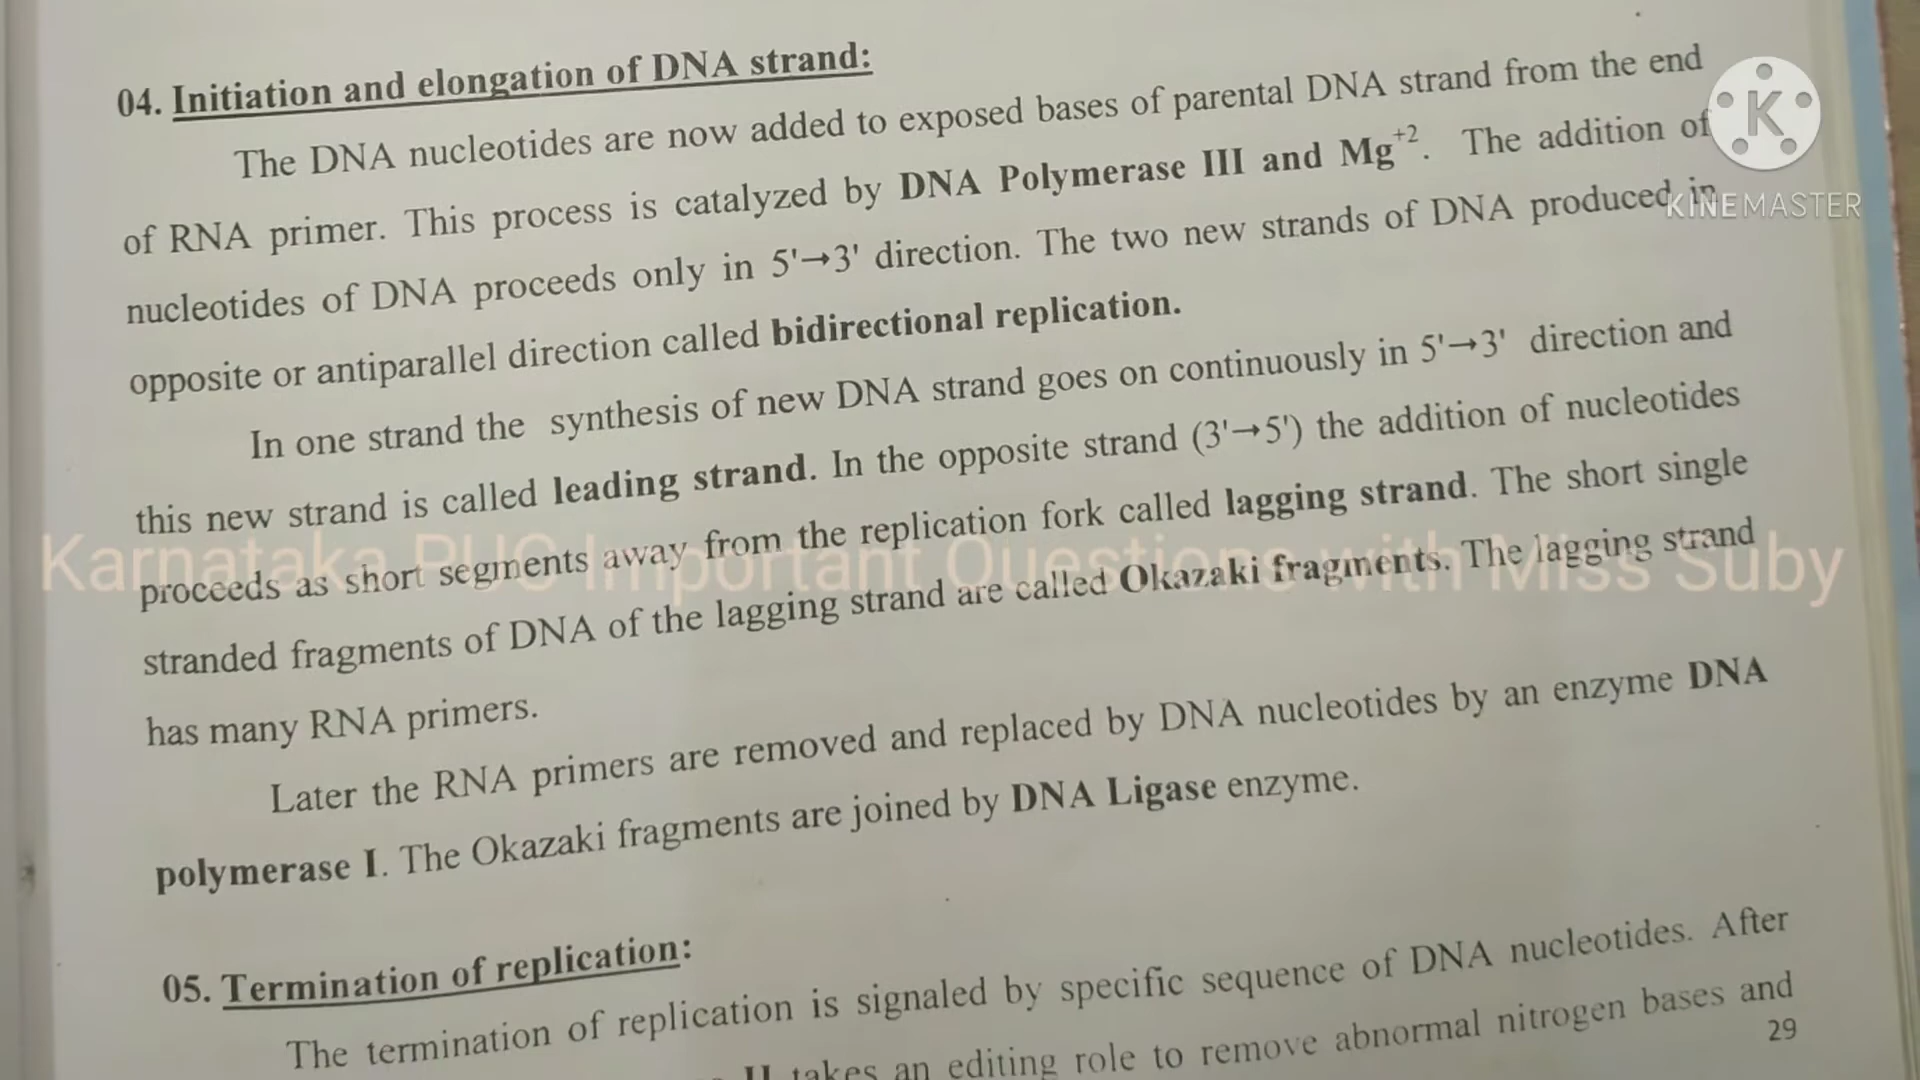 04. Initiation and elongation of DNA strand:
The DNA nucleotides are now added to exposed bases of parental DNA strand from the end
of RNA primer. This process is catalyzed by DNA Polymerase III and Mg⁺². The addition of
nucleotides of DNA proceeds only in 5'→3' direction. The two new strands of DNA produced in
opposite or antiparallel direction called bidirectional replication.
In one strand the synthesis of new DNA strand goes on continuously in 5'→3' direction and
this new strand is called leading strand. In the opposite strand (3'→5') the addition of nucleotides
proceeds as short segments away from the replication fork called lagging strand. The short single
stranded fragments of DNA of the lagging strand are called Okazaki fragments. The lagging strand
has many RNA primers.
Later the RNA primers are removed and replaced by DNA nucleotides by an enzyme DNA
polymerase I. The Okazaki fragments are joined by DNA Ligase enzyme.
05. Termination of replication:
The termination of replication is signaled by specific sequence of DNA nucleotides. After
II takes an editing role to remove abnormal nitrogen bases and
29
K
KINEMASTER
Karnataka PUC Important Questions with Miss Suby